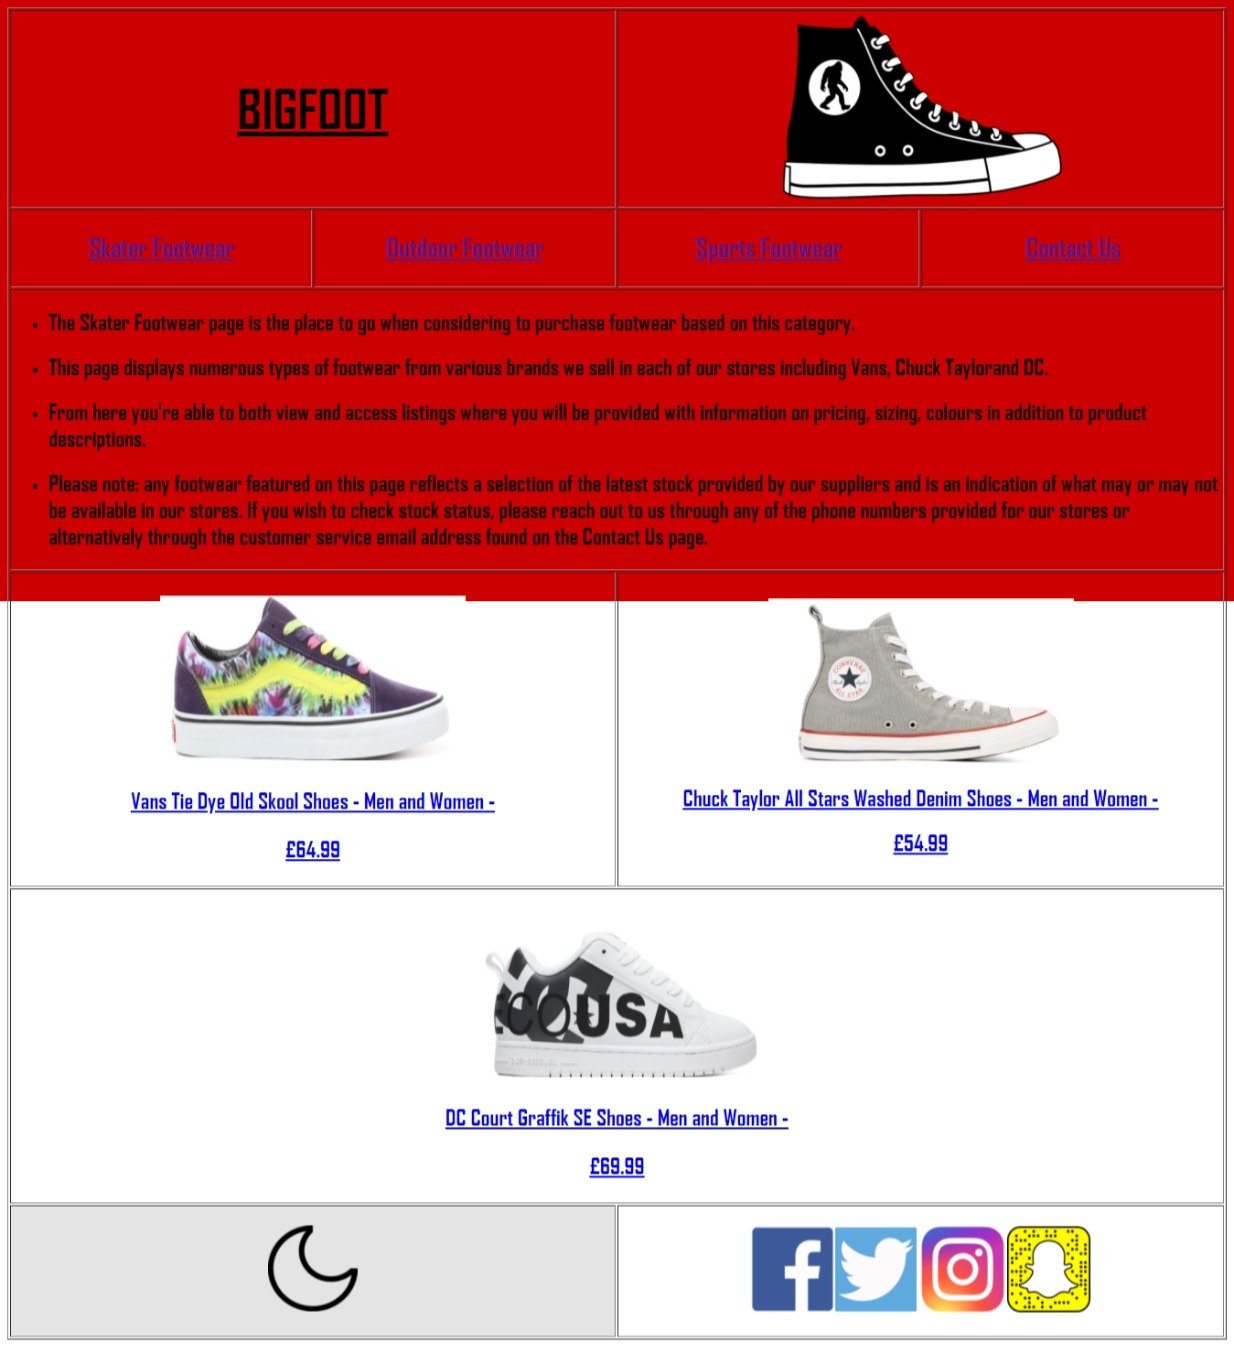 BIGFOOT
Skater Footwear
Outdoor Footwear
Sports Footwear
Contact Us
• The Skater Footwear page is the place to go when considering to purchase footwear based on this category.
• This page displays numerous types of footwear from various brands we sell in each of our stores including Vans, Chuck Taylorand DC.
• From here you're able to both view and access listings where you will be provided with information on pricing, sizing, colours in addition to product
descriptions.
• Please note: any footwear featured on this page reflects a selection of the latest stock provided by our suppliers and is an indication of what may or may not
be available in our stores. If you wish to check stock status, please reach out to us through any of the phone numbers provided for our stores or
alternatively through the customer service email address found on the Contact Us page.
CONVERSE
ALL STAR
Vans Tie Dye Old Skool Shoes - Men and Women -
£64.99
Chuck Taylor All Stars Washed Denim Shoes - Men and Women -
£54.99
COUSA
DC Court Graffik SE Shoes - Men and Women -
£69.99